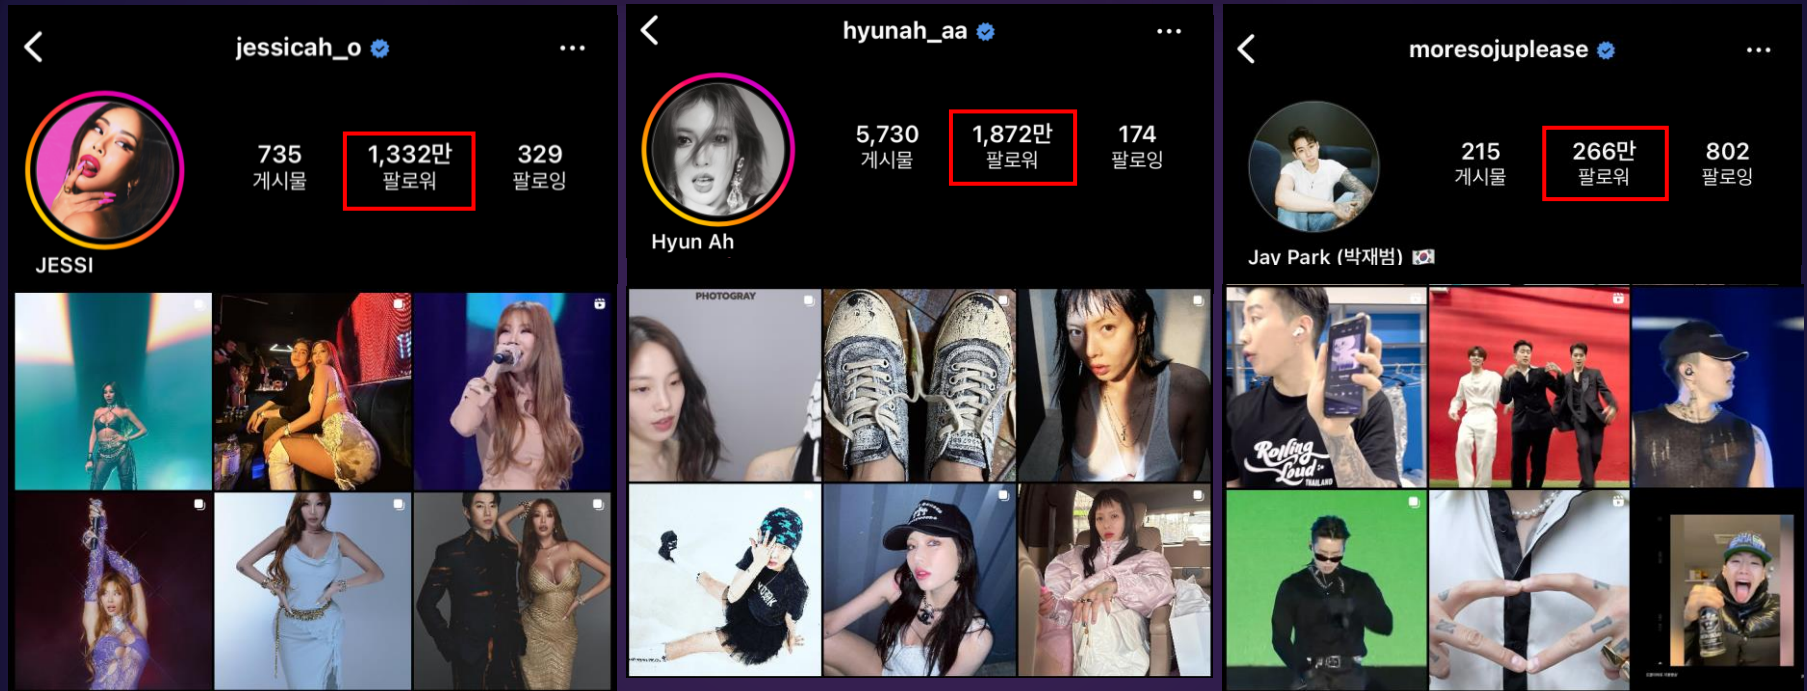 jessicah_o
735
게시물
1,332만
팔로워
329
팔로잉
JESSI
hyunah_aa
5,730
게시물
1,872만
팔로워
174
팔로잉
Hyun Ah
PHOTOGRAY
moresojuplease
215
게시물
266만
팔로워
802
팔로잉
Jay Park (박재범)
Rolling
Loud
THAILAND